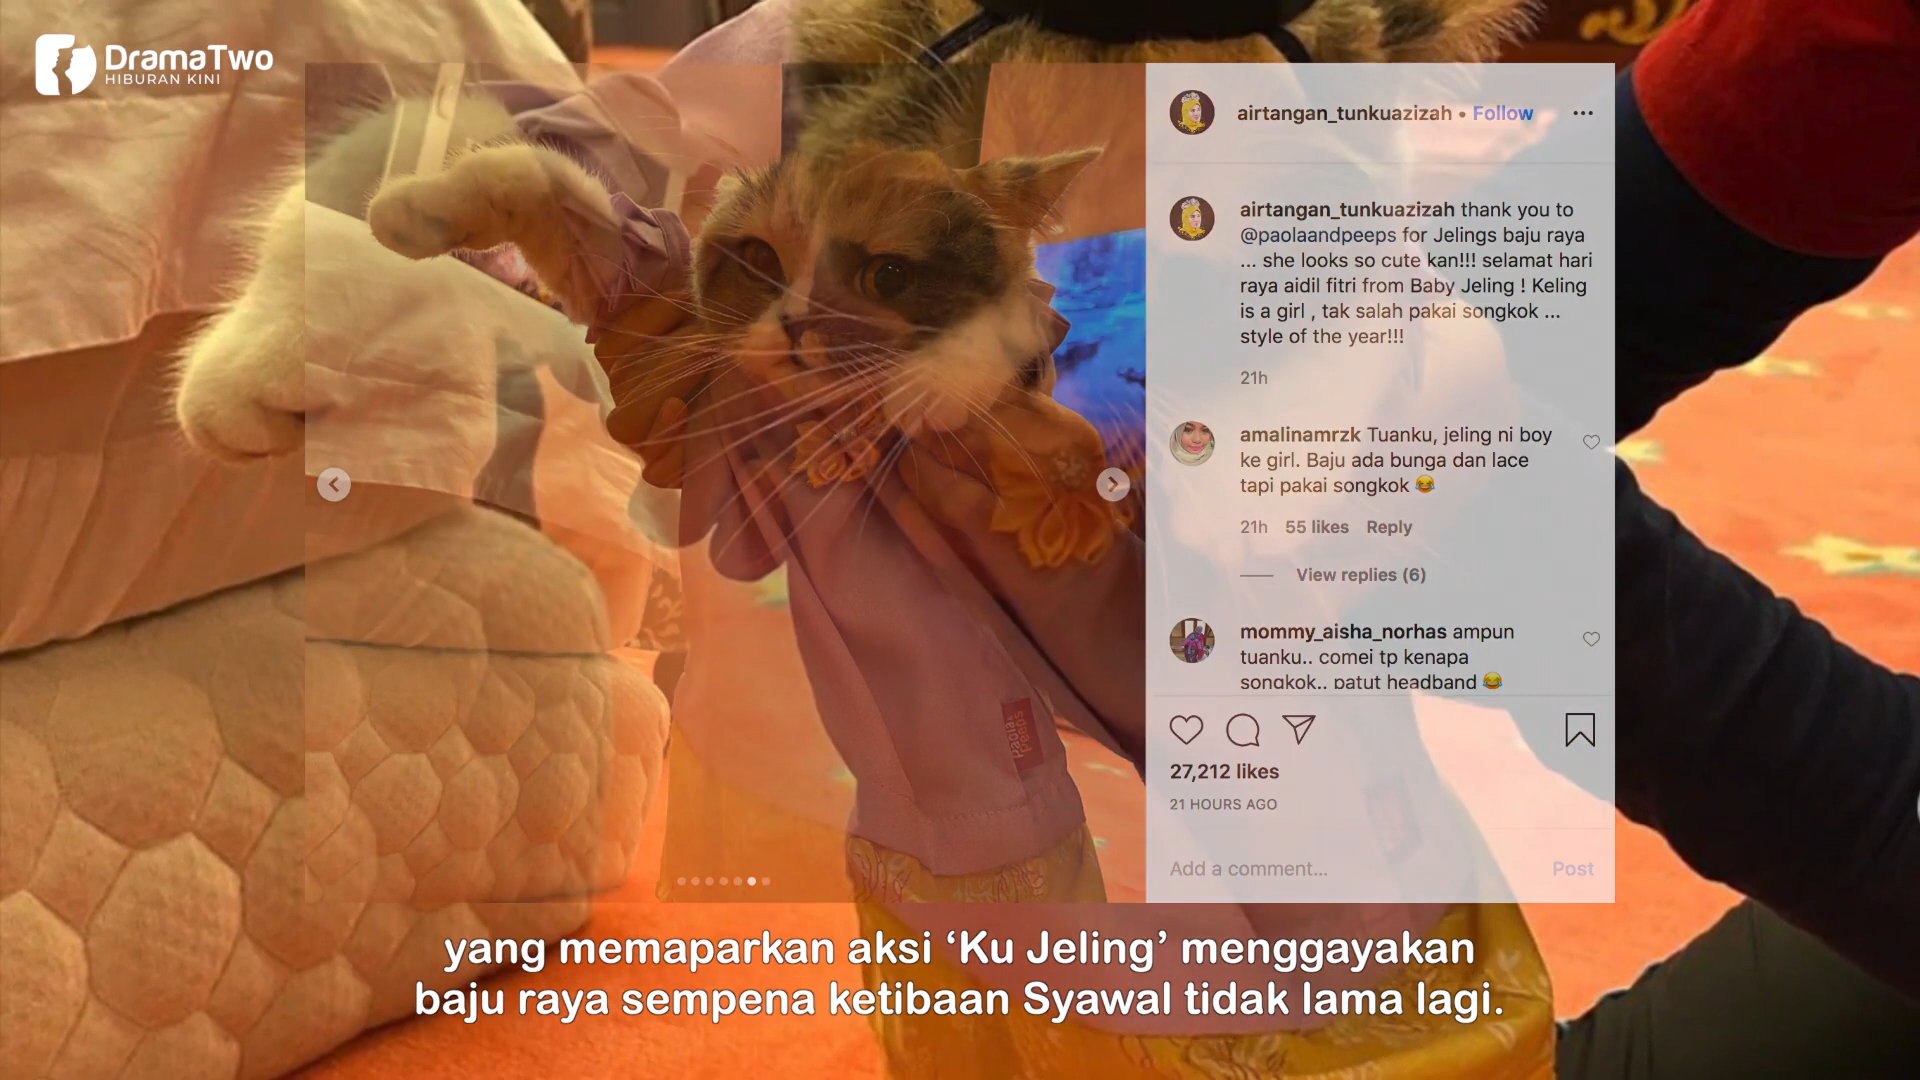 DramaTwo
HIBURAN KINI
airtangan_tunkuazizah • Follow
airtangan_tunkuazizah thank you to
@paolaandpeeps for Jelings baju raya
... she looks so cute kan!!! selamat hari
raya aidil fitri from Baby Jeling ! Keling
is a girl , tak salah pakai songkok ...
style of the year!!!
21h
amalinamrzk Tuanku, jeling ni boy
ke girl. Baju ada bunga dan lace
tapi pakai songkok 😂
21h 55 likes Reply
View replies (6)
mommy_aisha_norhas ampun
tuanku.. comei tp kenapa
songkok.. patut headband 😂
27,212 likes
21 HOURS AGO
Add a comment... Post
peeps
yang memaparkan aksi ‘Ku Jeling’ menggayakan
baju raya sempena ketibaan Syawal tidak lama lagi.